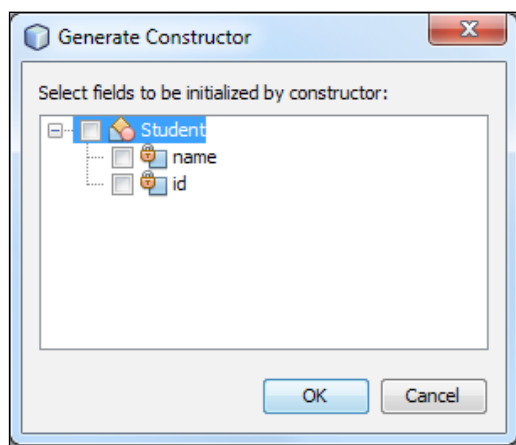 Generate Constructor
Select fields to be initialized by constructor:
Student
name
id
OK Cancel